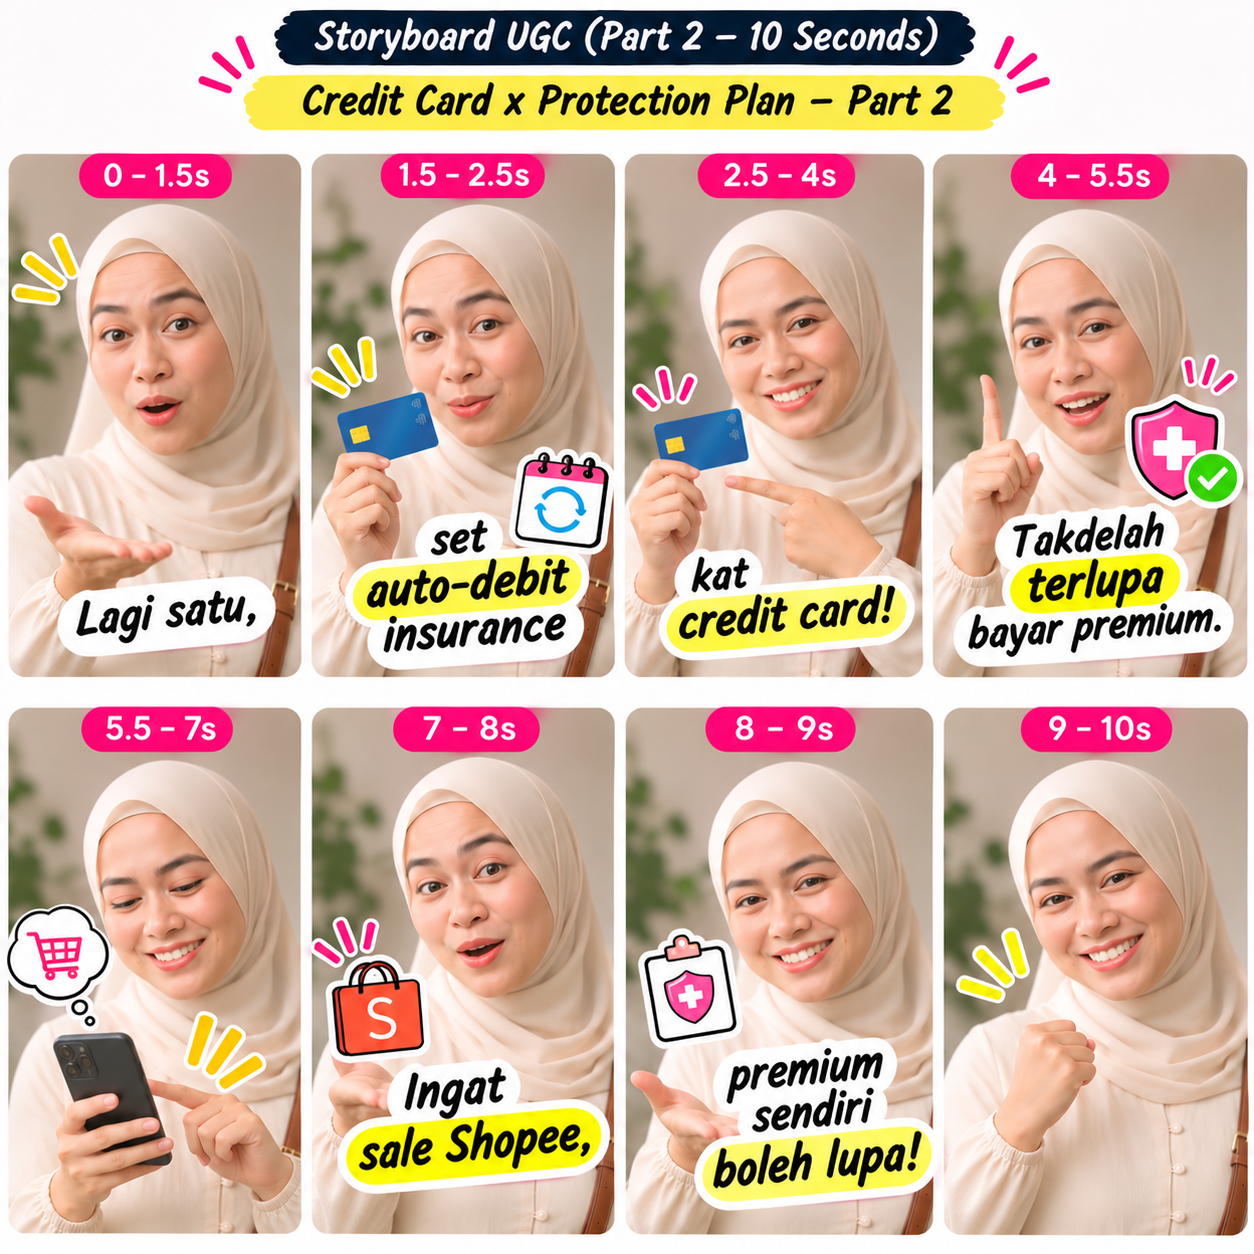 Storyboard UGC (Part 2 – 10 Seconds)
Credit Card x Protection Plan – Part 2
0 – 1.5s
Lagi satu,
1.5 – 2.5s
set
auto-debit
insurance
2.5 – 4s
kat
credit card!
4 – 5.5s
Takdelah
terlupa
bayar premium.
5.5 – 7s
7 – 8s
S
Ingat
sale Shopee,
8 – 9s
premium
sendiri
boleh lupa!
9 – 10s